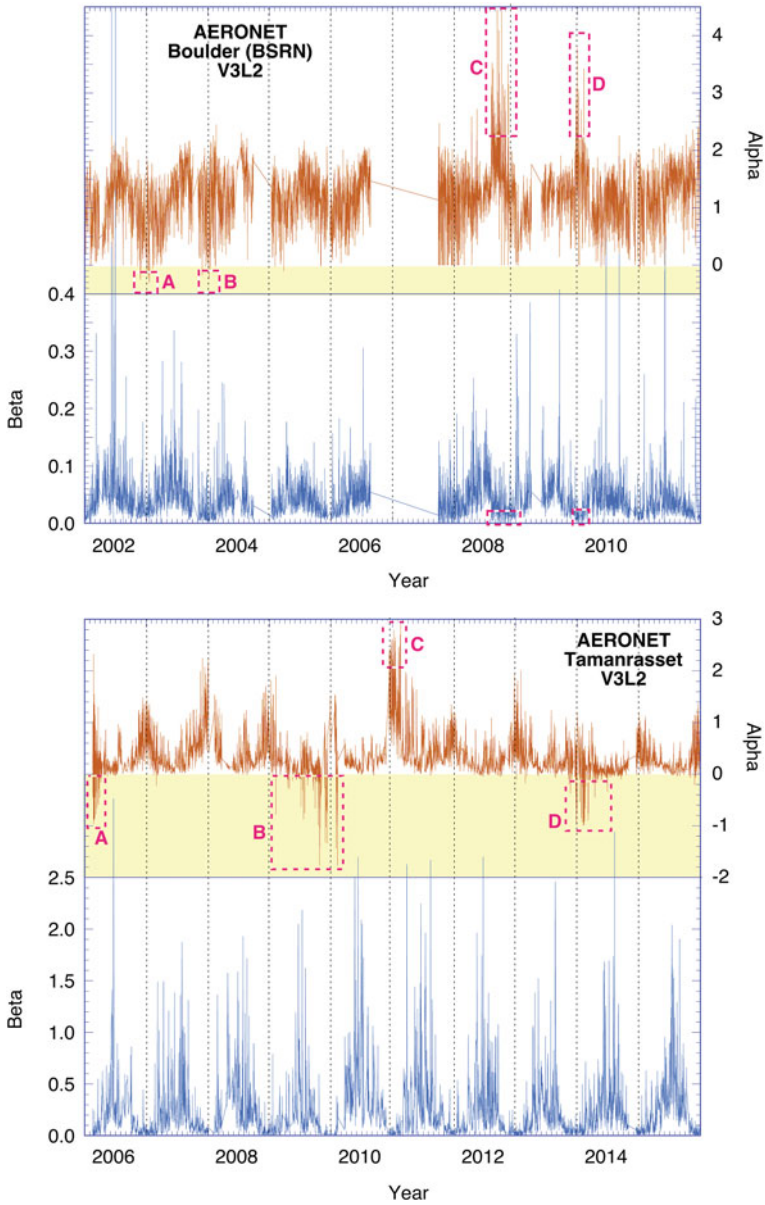 AERONET
Boulder (BSRN)
V3L2
4
3
2
1
0
Alpha
C
D
A
B
0.4
0.3
0.2
0.1
0.0
Beta
2002 2004 2006 2008 2010
Year
AERONET
Tamanrasset
V3L2
3
2
1
0
-1
-2
Alpha
C
A
B
D
2.5
2.0
1.5
1.0
0.5
0.0
Beta
2006 2008 2010 2012 2014
Year